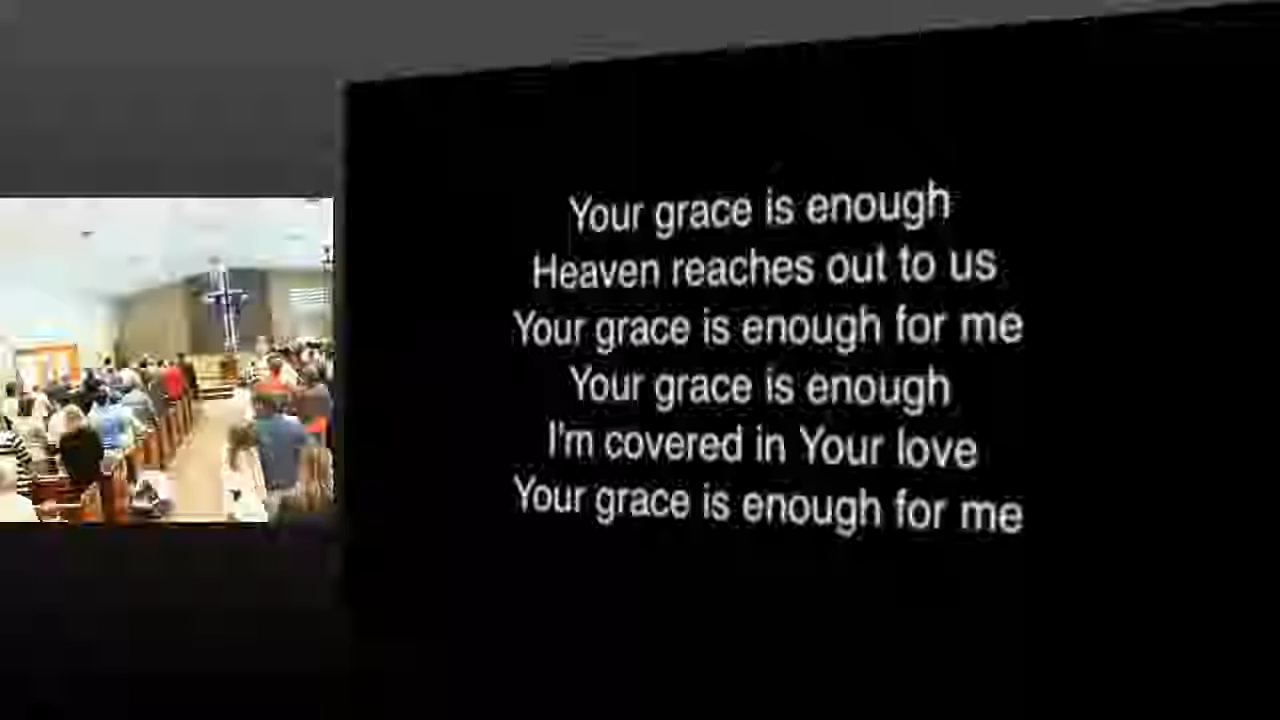 Your grace is enough
Heaven reaches out to us
Your grace is enough for me
Your grace is enough
I'm covered in Your love
Your grace is enough for me